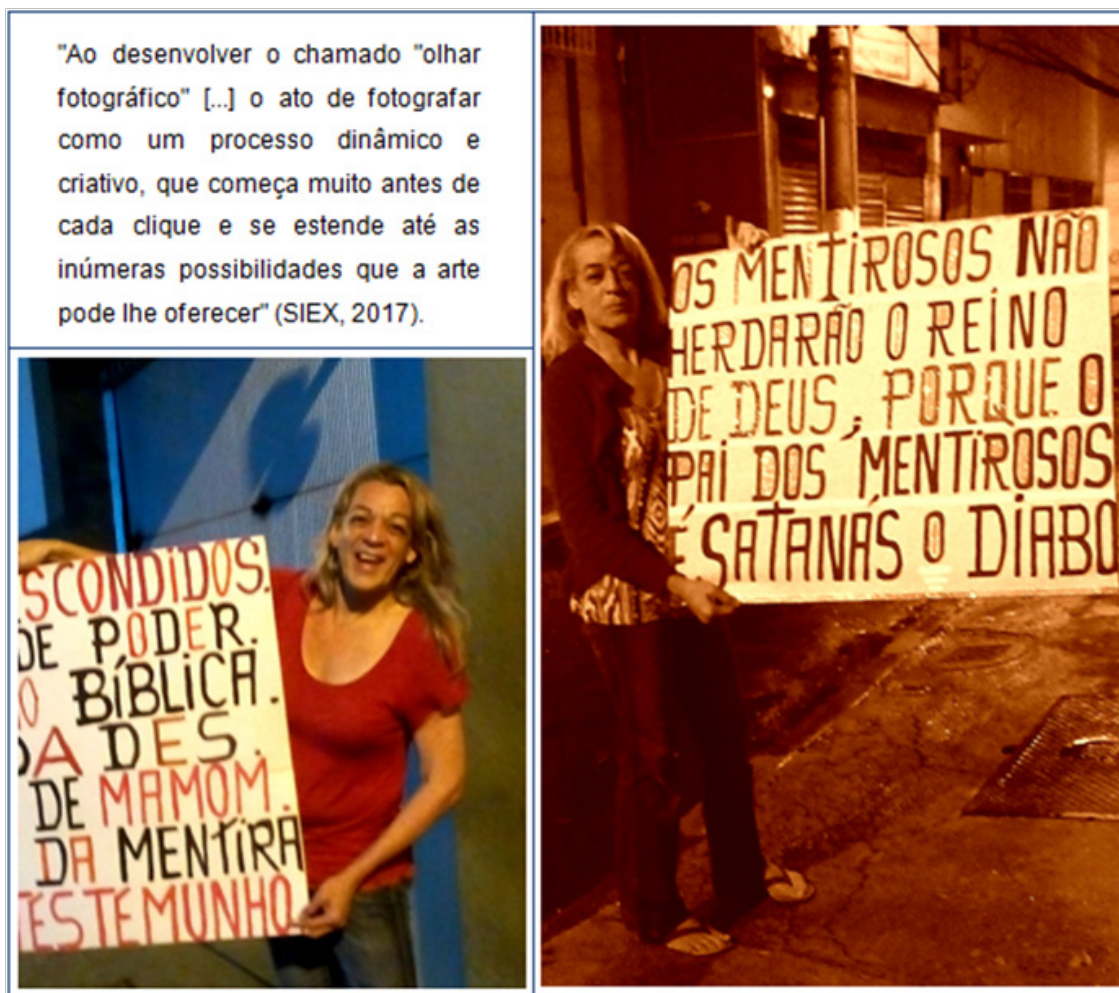 "Ao desenvolver o chamado "olhar
fotográfico" [...] o ato de fotografar
como um processo dinâmico e
criativo, que começa muito antes de
cada clique e se estende até as
inúmeras possibilidades que a arte
pode lhe oferecer" (SIEX, 2017).
SCONDIDOS.
DE PODER.
O BÍBLICA.
DA DES.
DE MAMOM.
DA MENTIRA
TESTEMUNHO
OS MENTIROSOS NÃO
HERDARÃO O REINO
DE DEUS, PORQUE O
PAI DOS MENTIROSOS
É SATANÁS O DIABO